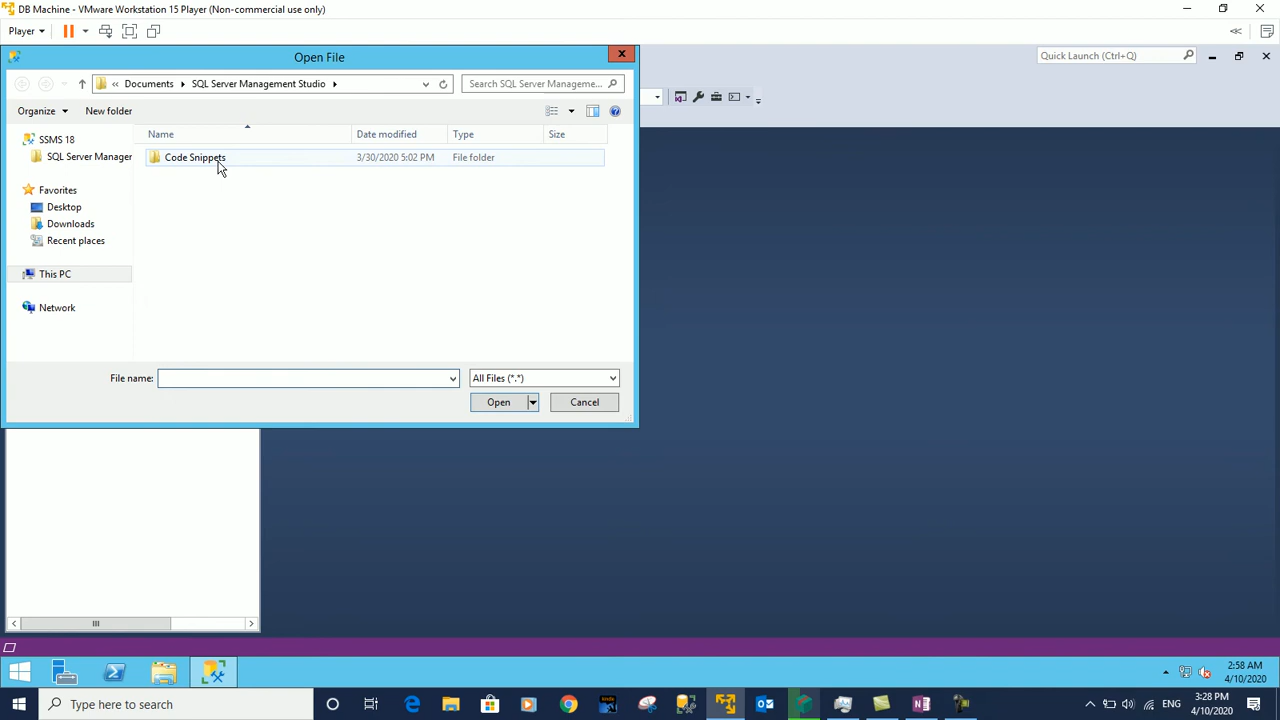 DB Machine - VMware Workstation 15 Player (Non-commercial use only)
Player
Open File
Quick Launch (Ctrl+Q)
Documents SQL Server Management Studio
Search SQL Server Manageme...
Organize New folder
Name Date modified Type Size
SSMS 18
SQL Server Manager
Code Snippets 3/30/2020 5:02 PM File folder
Favorites
Desktop
Downloads
Recent places
This PC
Network
File name: All Files (*.*)
Open Cancel
2:58 AM
4/10/2020
Type here to search
ENG
3:28 PM
4/10/2020